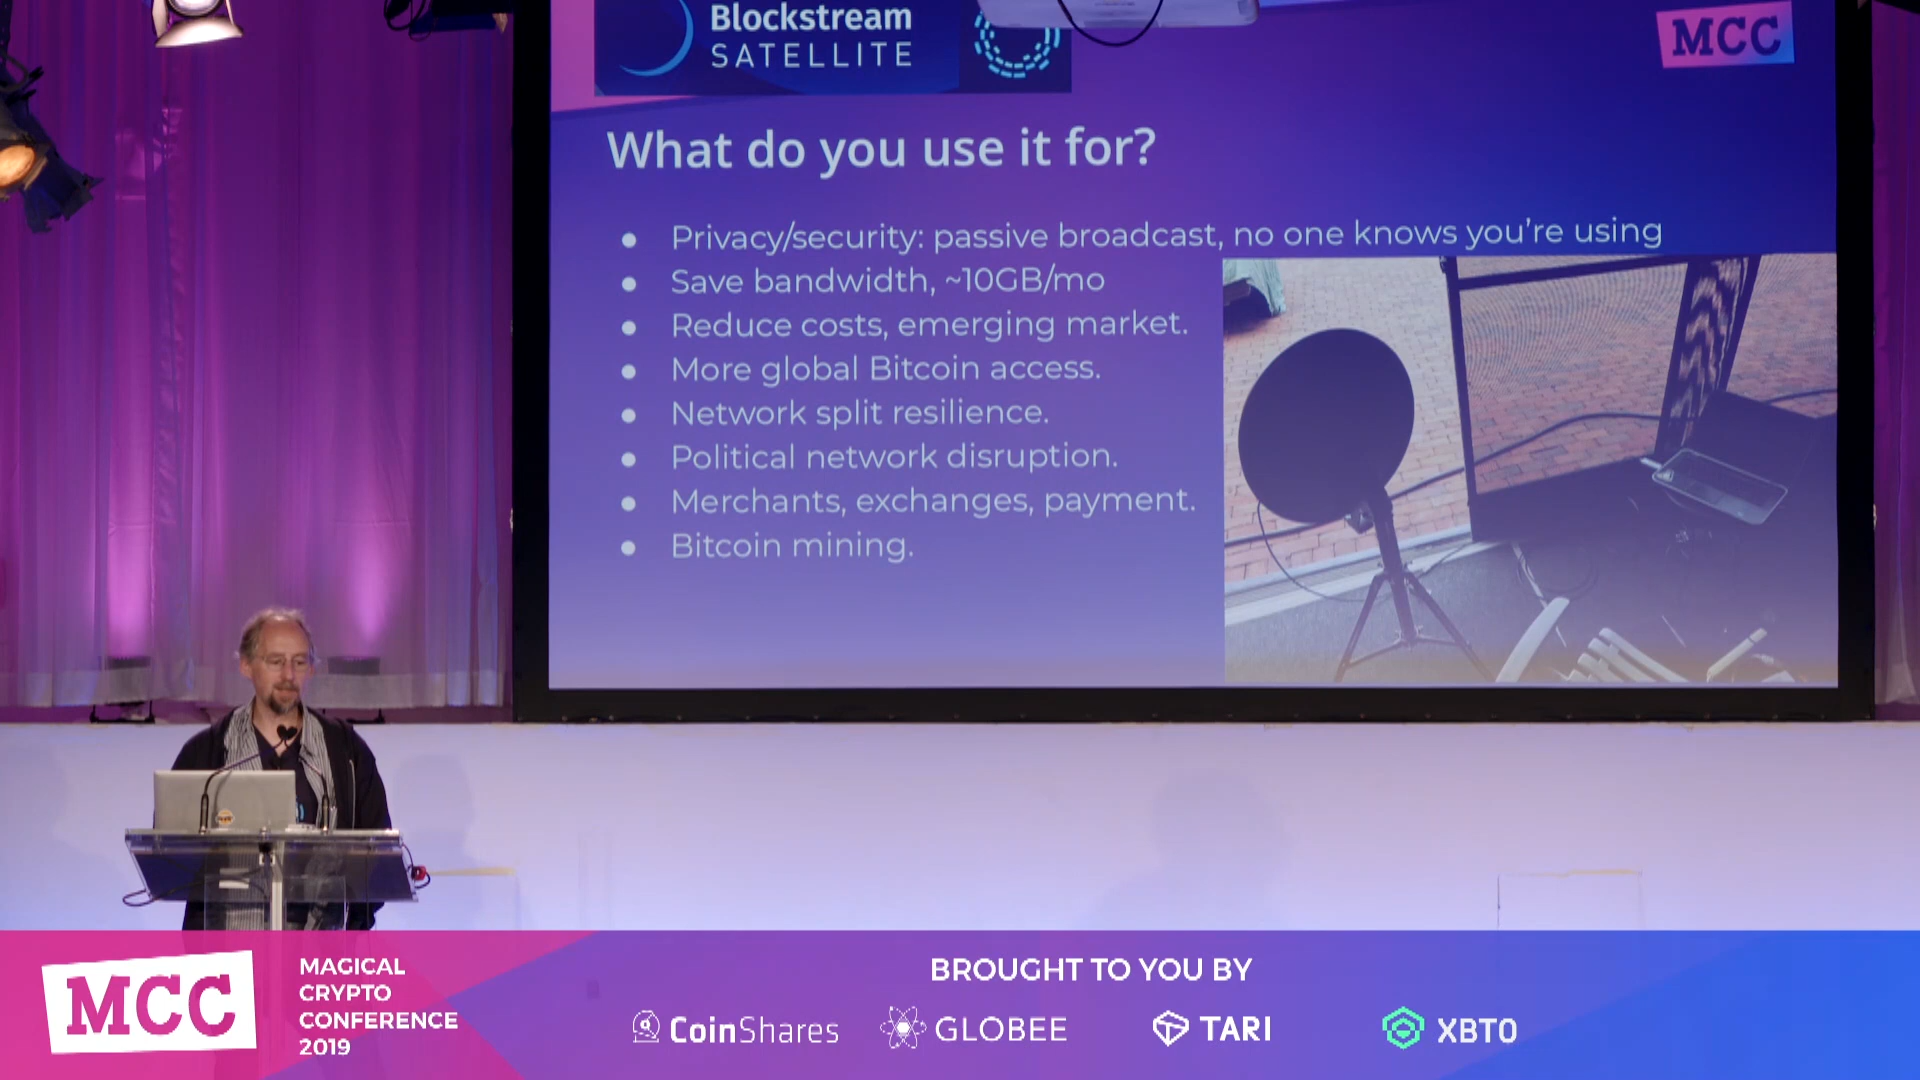 Blockstream
SATELLITE
MCC
What do you use it for?
● Privacy/security: passive broadcast, no one knows you're using
● Save bandwidth, ~10GB/mo
● Reduce costs, emerging market.
● More global Bitcoin access.
● Network split resilience.
● Political network disruption.
● Merchants, exchanges, payment.
● Bitcoin mining.
MCC
MAGICAL
CRYPTO
CONFERENCE
2019
BROUGHT TO YOU BY
CoinShares
GLOBEE
TARI
XBTO